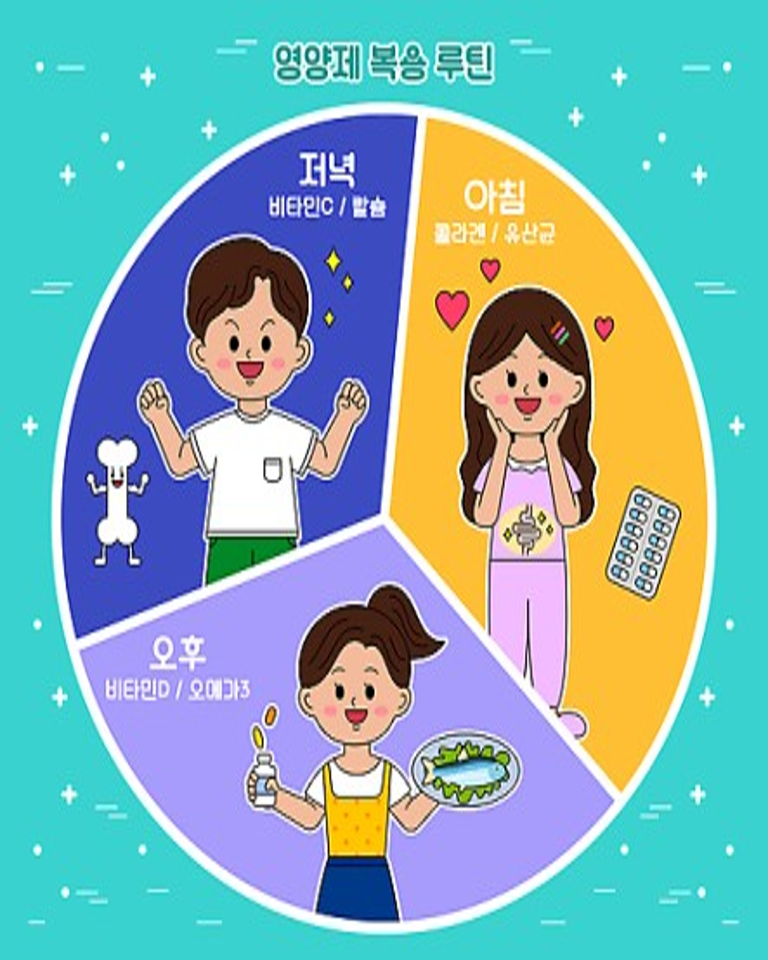 영양제 복용 루틴
저녁
비타민C / 칼슘
아침
콜라겐 / 유산균
오후
비타민D / 오메가3